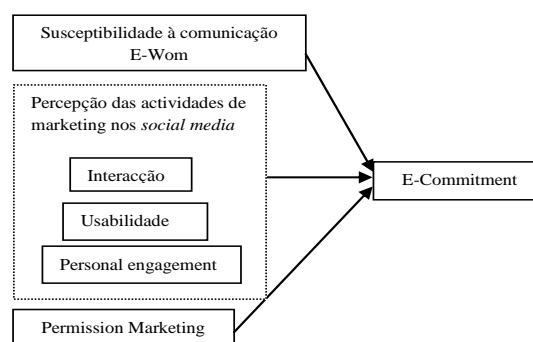 Susceptibilidade à comunicação
E-Wom
Percepção das actividades de
marketing nos social media
Interacção
Usabilidade
Personal engagement
Permission Marketing
E-Commitment